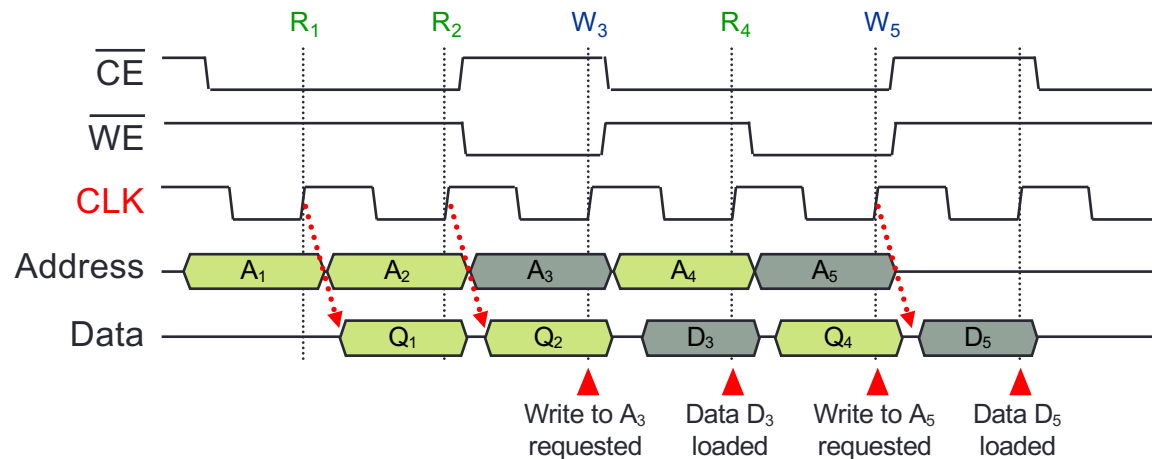 R₁ R₂ W₃ R₄ W₅
CE
WE
CLK
Address A₁ A₂ A₃ A₄ A₅
Data Q₁ Q₂ D₃ Q₄ D₅
Write to A₃ Data D₃ Write to A₅ Data D₅
requested loaded requested loaded